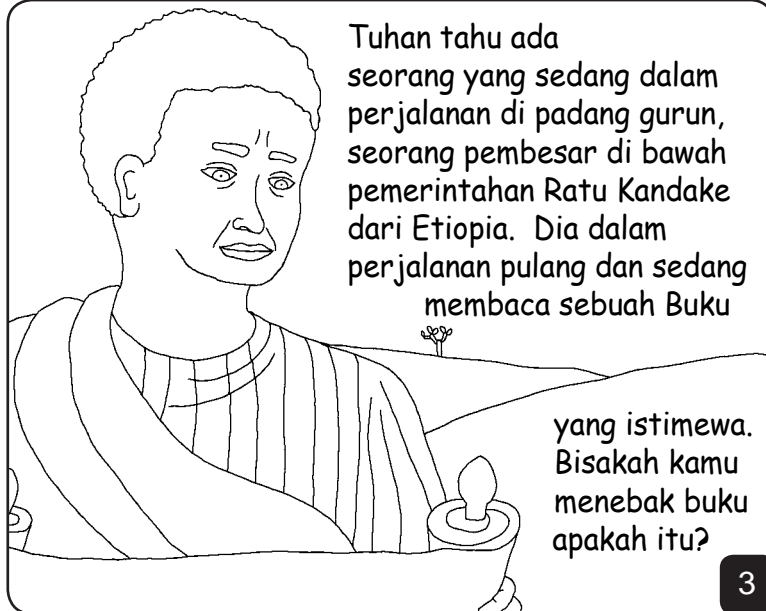 Tuhan tahu ada
seorang yang sedang dalam
perjalanan di padang gurun,
seorang pembesar di bawah
pemerintahan Ratu Kandake
dari Etiopia.  Dia dalam
perjalanan pulang dan sedang
membaca sebuah Buku
yang istimewa.
Bisakah kamu
menebak buku
apakah itu?
3